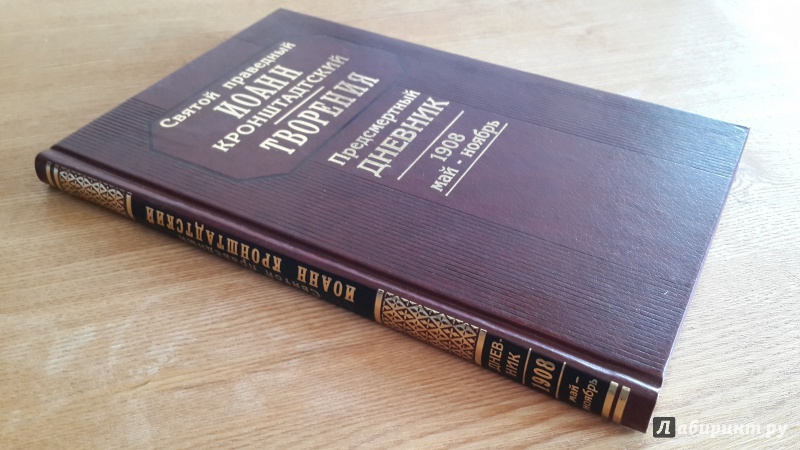 Святой праведный
ИОАНН
КРОНШТАДТСКИЙ
ТВОРЕНИЯ
Предсмертный
ДНЕВНИК
1908
май - ноябрь
Святой праведный
ИОАНН КРОНШТАДТСКИЙ
ДНЕВ-
НИК
1908
май –
ноябрь
Лабиринт.ру